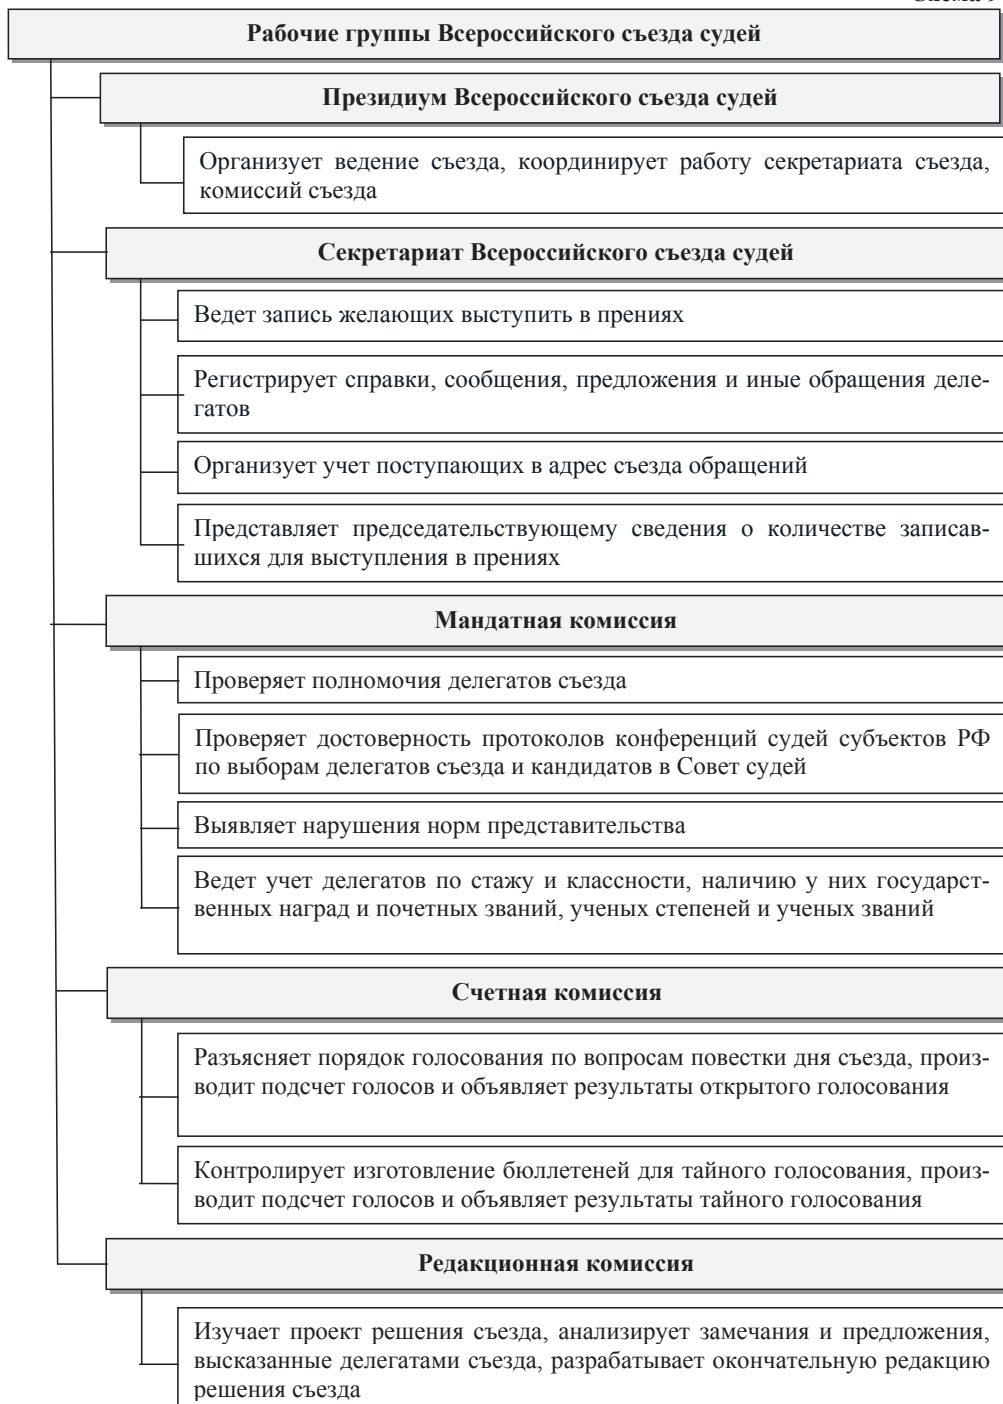 Рабочие группы Всероссийского съезда судей
Президиум Всероссийского съезда судей
Организует ведение съезда, координирует работу секретариата съезда,
комиссий съезда
Секретариат Всероссийского съезда судей
Ведет запись желающих выступить в прениях
Регистрирует справки, сообщения, предложения и иные обращения деле-
гатов
Организует учет поступающих в адрес съезда обращений
Представляет председательствующему сведения о количестве записав-
шихся для выступления в прениях
Мандатная комиссия
Проверяет полномочия делегатов съезда
Проверяет достоверность протоколов конференций судей субъектов РФ
по выборам делегатов съезда и кандидатов в Совет судей
Выявляет нарушения норм представительства
Ведет учет делегатов по стажу и классности, наличию у них государст-
венных наград и почетных званий, ученых степеней и ученых званий
Счетная комиссия
Разъясняет порядок голосования по вопросам повестки дня съезда, произ-
водит подсчет голосов и объявляет результаты открытого голосования
Контролирует изготовление бюллетеней для тайного голосования, произ-
водит подсчет голосов и объявляет результаты тайного голосования
Редакционная комиссия
Изучает проект решения съезда, анализирует замечания и предложения,
высказанные делегатами съезда, разрабатывает окончательную редакцию
решения съезда